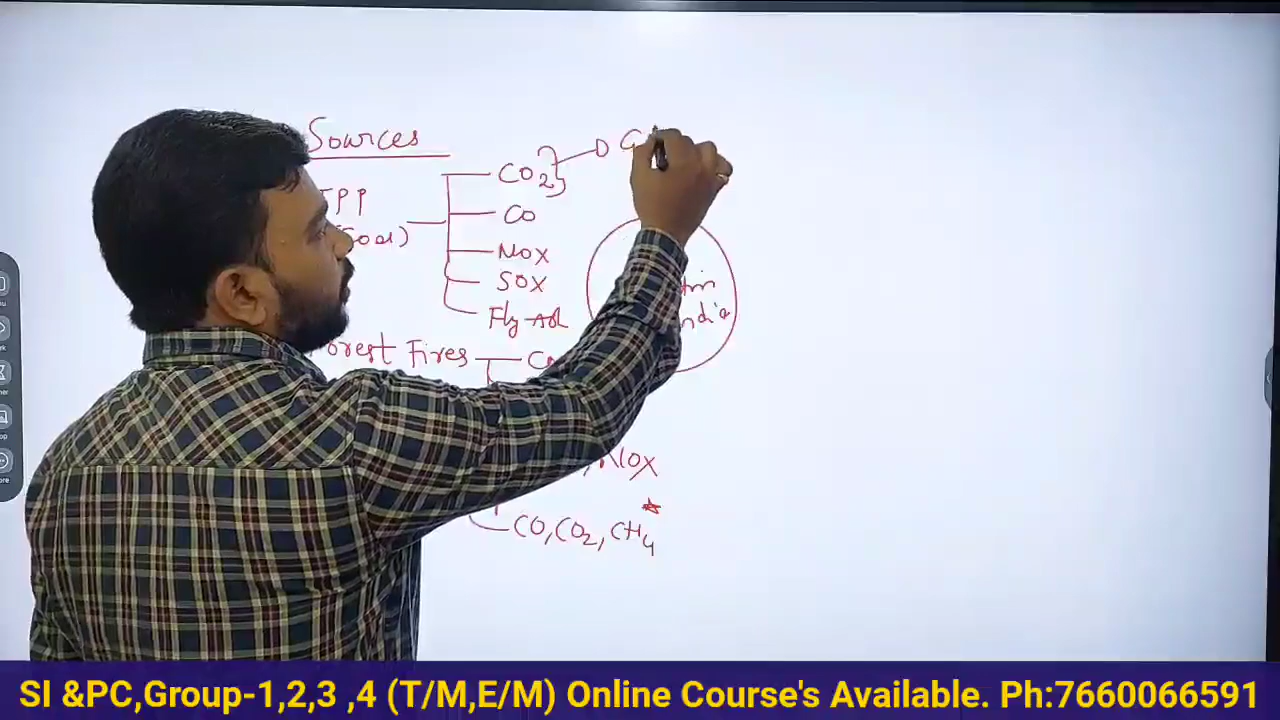 Sources
CO2
TPP
CO
NOX
SOX
Fly Ash
Forest Fires
NOX
CO, CO2, CH4
SI &PC,Group-1,2,3 ,4 (T/M,E/M) Online Course's Available. Ph:7660066591